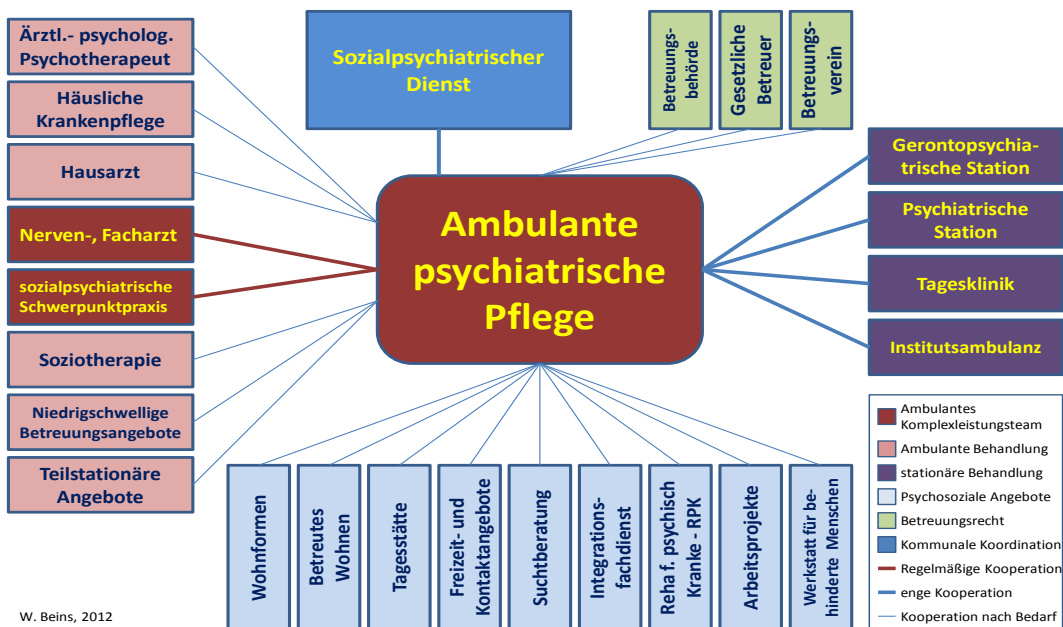 Ärztl.- psycholog.
Psychotherapeut
Häusliche
Krankenpflege
Hausarzt
Nerven-, Facharzt
sozialpsychiatrische
Schwerpunktpraxis
Soziotherapie
Niedrigschwellige
Betreuungsangebote
Teilstationäre
Angebote
Sozialpsychiatrischer
Dienst
Betreuungs-
behörde
Gesetzliche
Betreuer
Betreuungs-
verein
Ambulante
psychiatrische
Pflege
Gerontopsychia-
trische Station
Psychiatrische
Station
Tagesklinik
Institutsambulanz
Wohnformen
Betreutes
Wohnen
Tagesstätte
Freizeit- und
Kontaktangebote
Suchtberatung
Integrations-
fachdienst
Reha f. psychisch
Kranke - RPK
Arbeitsprojekte
Werkstatt für be-
hinderte Menschen
Ambulantes
Komplexleistungsteam
Ambulante Behandlung
stationäre Behandlung
Psychosoziale Angebote
Betreuungsrecht
Kommunale Koordination
Regelmäßige Kooperation
enge Kooperation
Kooperation nach Bedarf
W. Beins, 2012